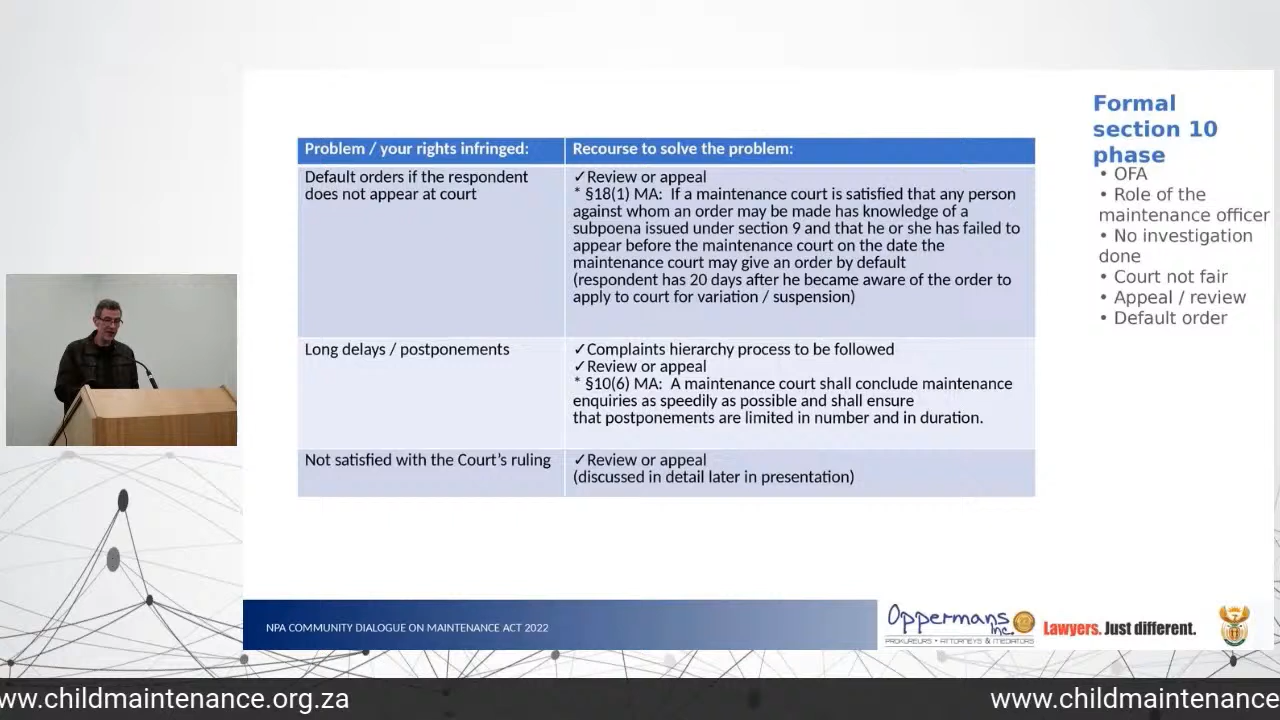 Formal
section 10
phase
• OFA
• Role of the
maintenance officer
• No investigation
done
• Court not fair
• Appeal / review
• Default order
Problem / your rights infringed:
Recourse to solve the problem:
Default orders if the respondent
does not appear at court
✓Review or appeal
* §18(1) MA:  If a maintenance court is satisfied that any person
against whom an order may be made has knowledge of a
subpoena issued under section 9 and that he or she has failed to
appear before the maintenance court on the date the
maintenance court may give an order by default
(respondent has 20 days after he became aware of the order to
apply to court for variation / suspension)
Long delays / postponements
✓Complaints hierarchy process to be followed
✓Review or appeal
* §10(6) MA:  A maintenance court shall conclude maintenance
enquiries as speedily as possible and shall ensure
that postponements are limited in number and in duration.
Not satisfied with the Court’s ruling
✓Review or appeal
(discussed in detail later in presentation)
NPA COMMUNITY DIALOGUE ON MAINTENANCE ACT 2022
Oppermans
Inc.
PROKUREURS • ATTORNEYS & MEDIATORS
Lawyers. Just different.
ww.childmaintenance.org.za
www.childmaintenance